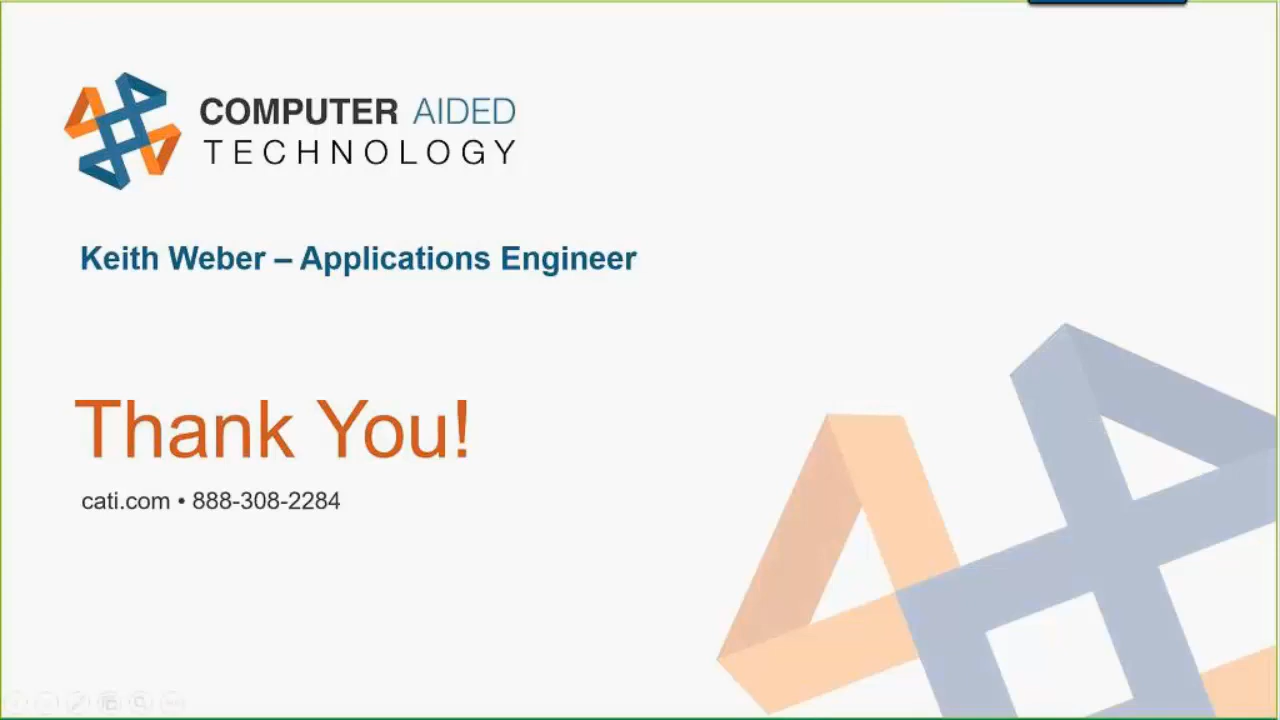 COMPUTER AIDED
TECHNOLOGY
Keith Weber – Applications Engineer
Thank You!
cati.com • 888-308-2284